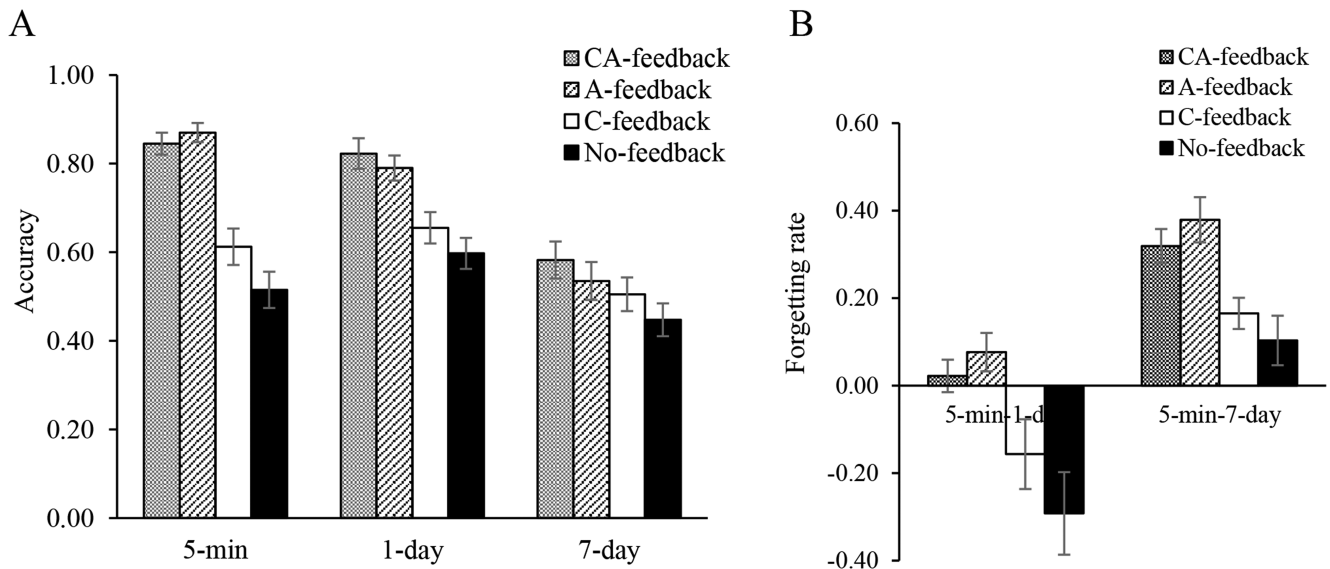 A
CA-feedback
A-feedback
C-feedback
No-feedback
1.00
0.80
0.60
0.40
0.20
0.00
Accuracy
5-min
1-day
7-day
B
CA-feedback
A-feedback
C-feedback
No-feedback
0.60
0.40
0.20
0.00
-0.20
-0.40
Forgetting rate
5-min-1-d
5-min-7-day